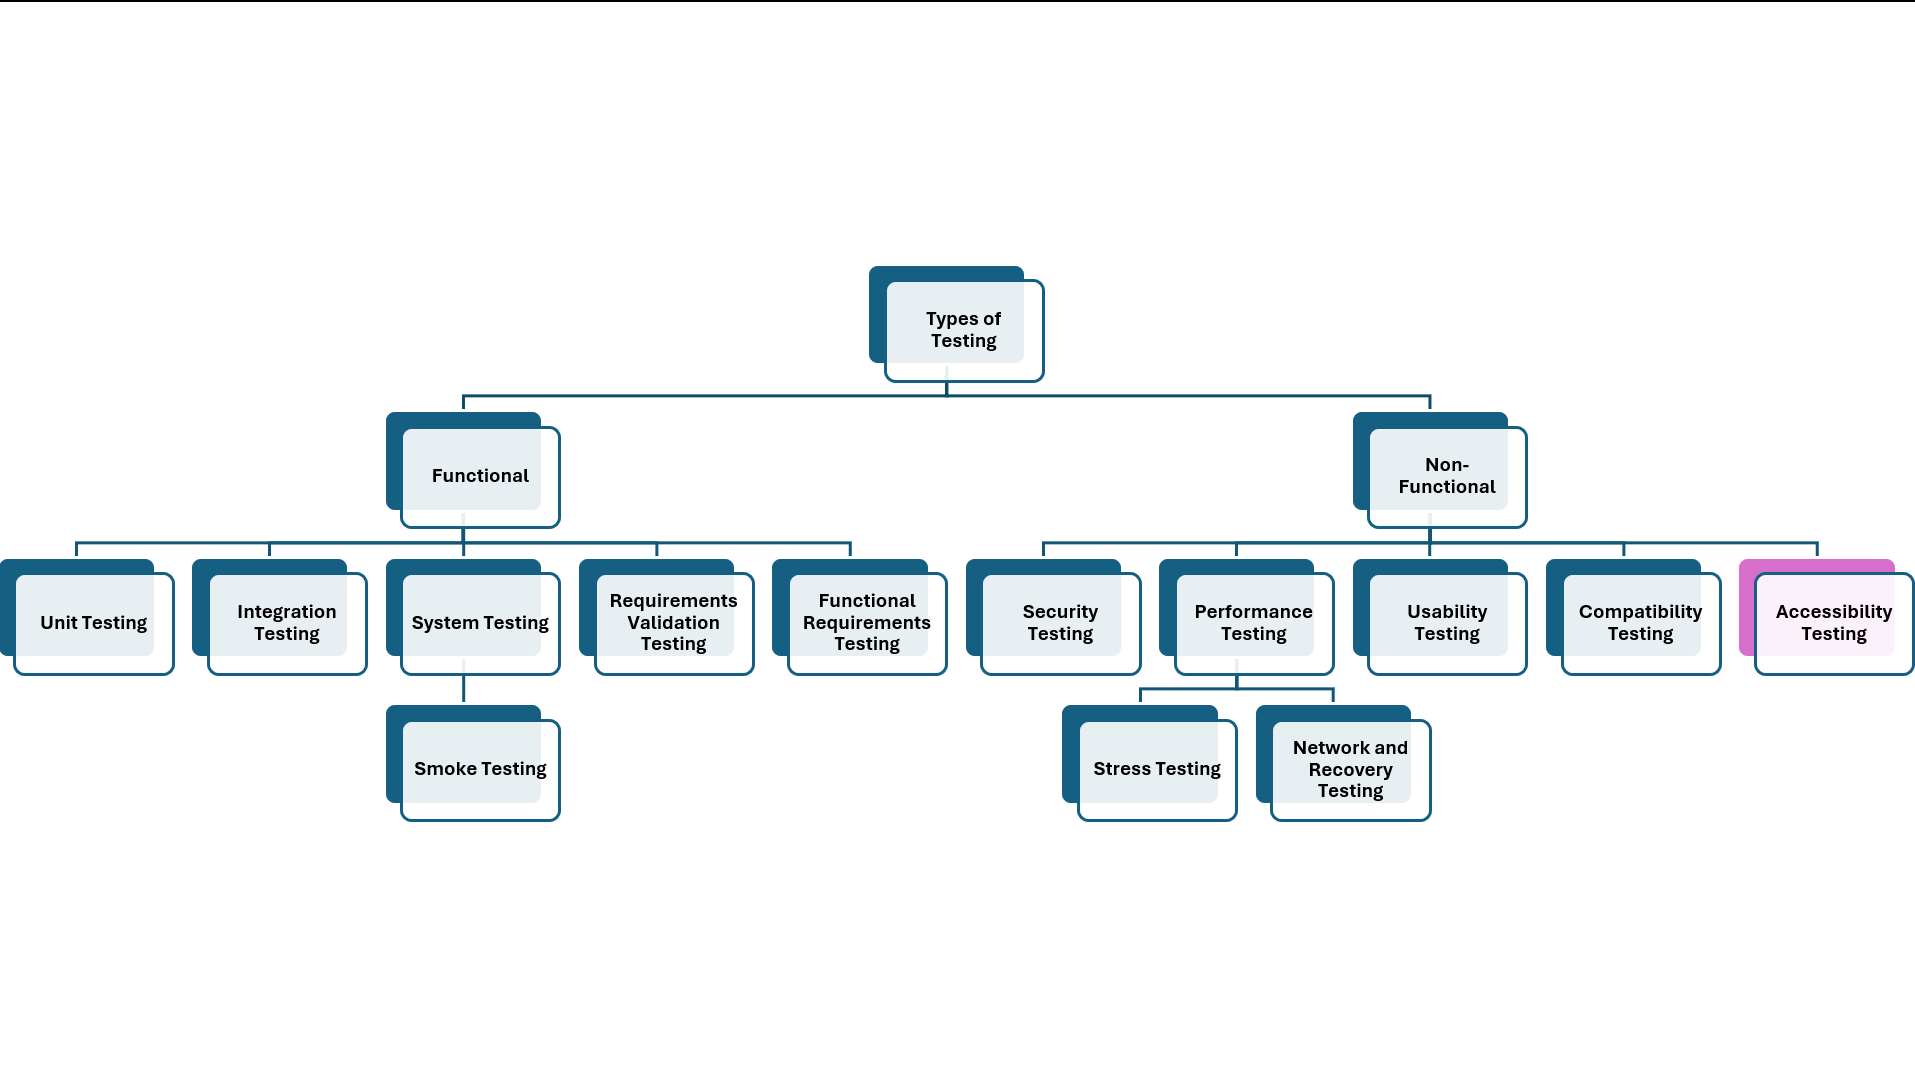 Types of
Testing
Functional
Non-
Functional
Unit Testing
Integration
Testing
System Testing
Requirements
Validation
Testing
Functional
Requirements
Testing
Security
Testing
Performance
Testing
Usability
Testing
Compatibility
Testing
Accessibility
Testing
Smoke Testing
Stress Testing
Network and
Recovery
Testing